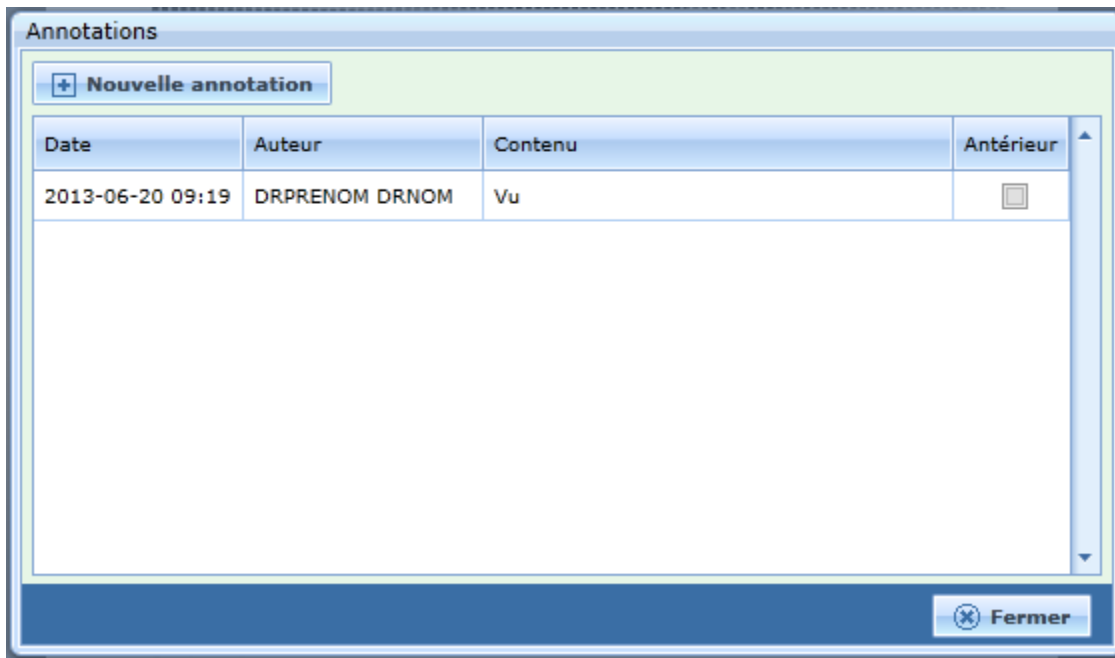 Annotations
Nouvelle annotation
Date Auteur Contenu Antérieur
2013-06-20 09:19 DRPRENOM DRNOM Vu
Fermer